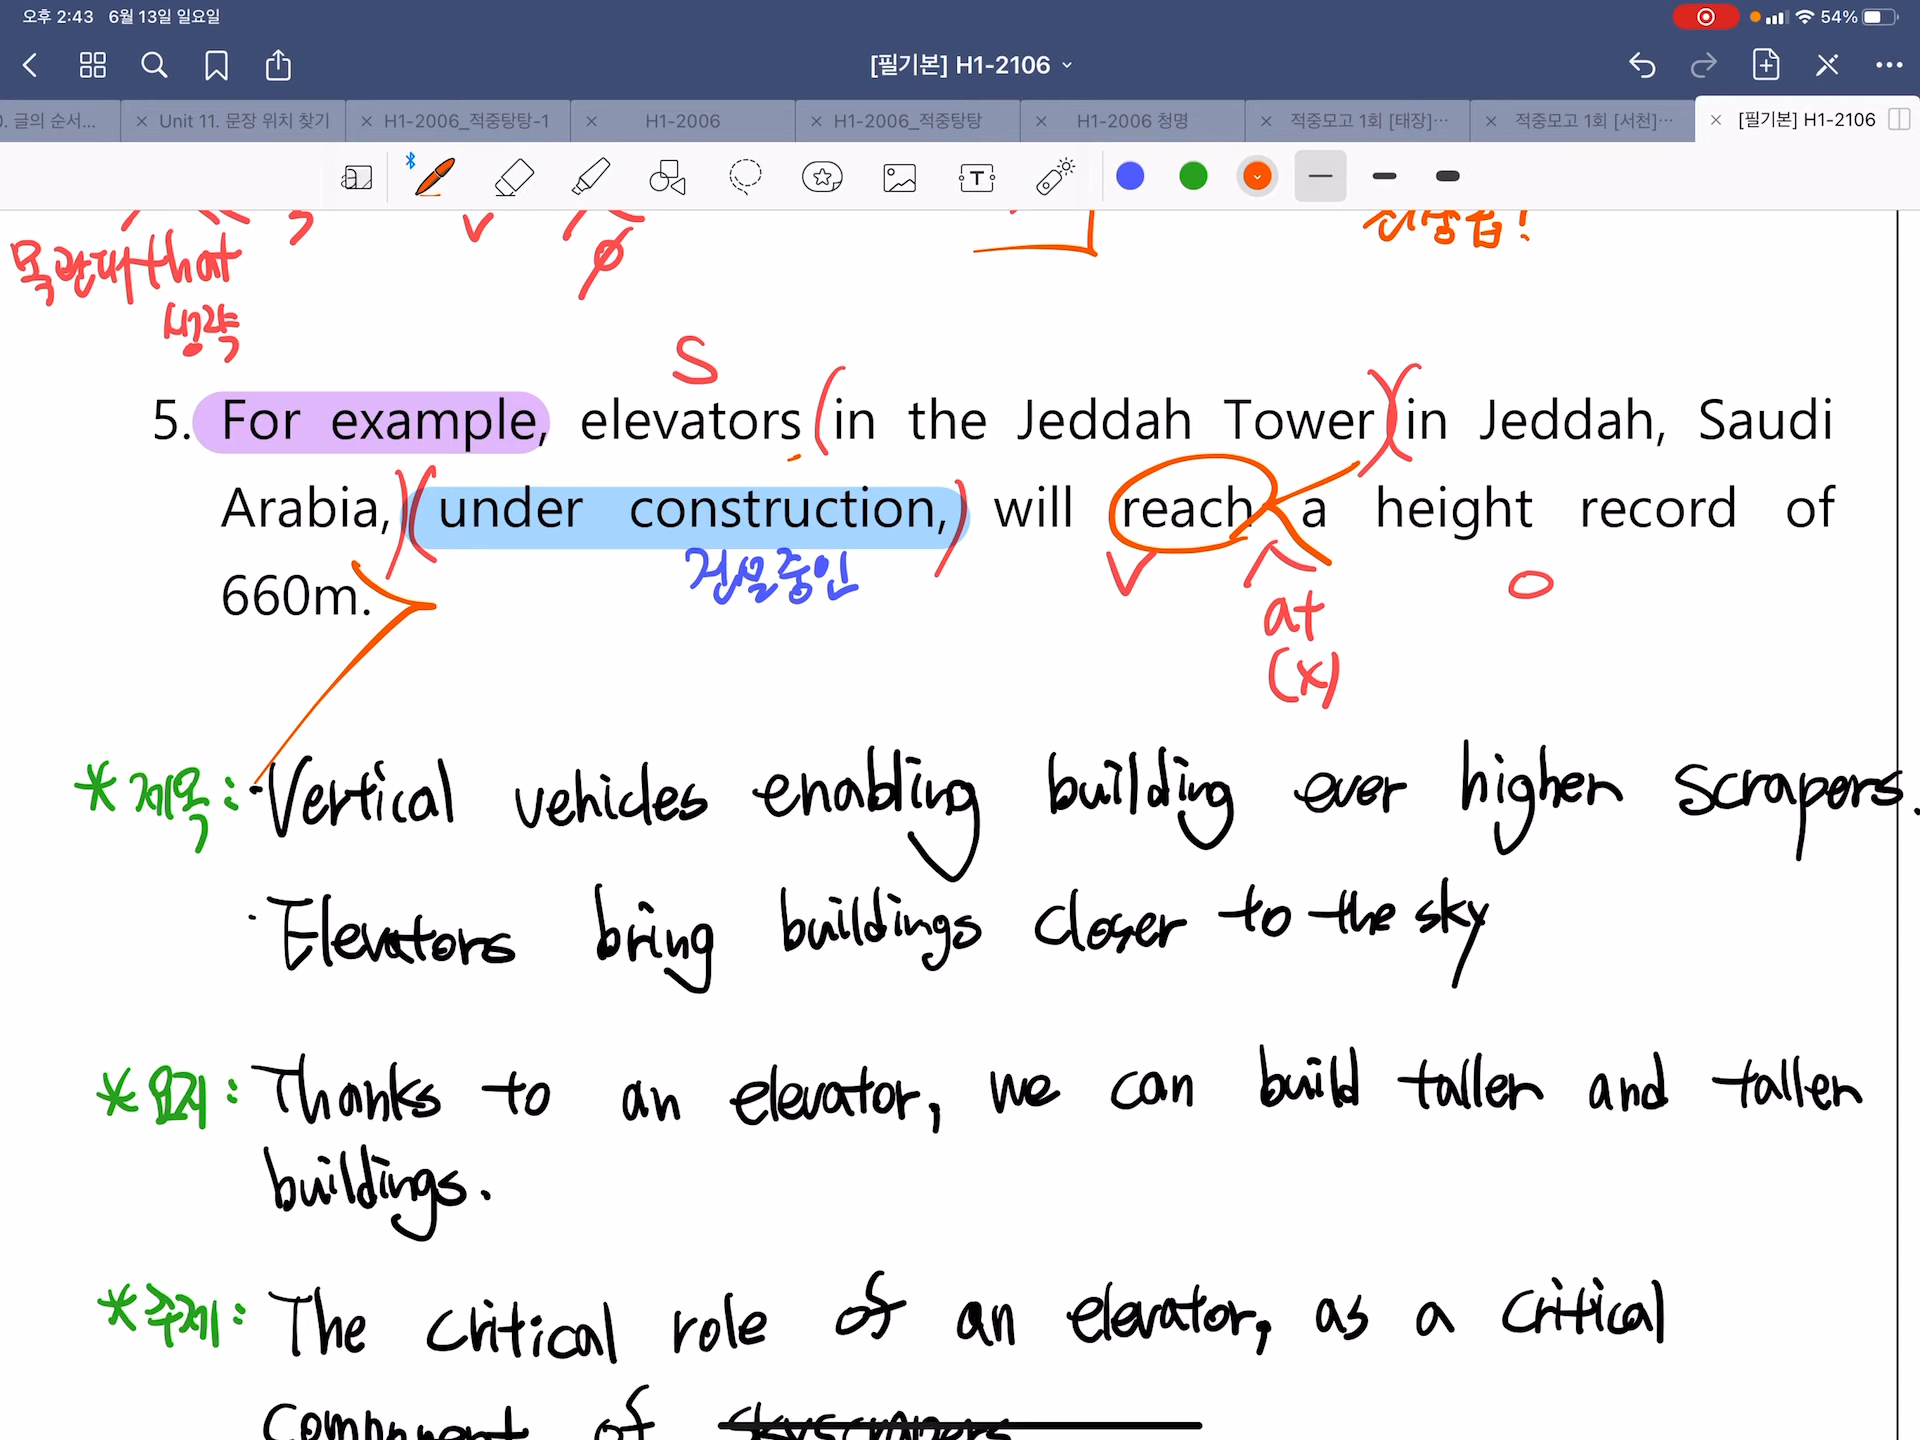 오후 2:43 6월 13일 일요일
54%
[필기본] H1-2106
글의 순서...
× Unit 11. 문장 위치 찾기
× H1-2006_적중탕탕-1
× H1-2006
× H1-2006_적중탕탕
× H1-2006 청명
× 적중모고 1회 [태장]...
× 적중모고 1회 [서천]...
× [필기본] H1-2106
목관대 that
생략
S
5. For example, elevators (in the Jeddah Tower)(in Jeddah, Saudi
Arabia,)(under construction,) will reach a height record of
건설중인
V
O
660m.
at
(x)
*제목: ·Vertical vehicles enabling building ever higher scrapers.
·Elevators bring buildings closer to the sky
*요지: Thanks to an elevator, we can build taller and taller
buildings.
*주제: The critical role of an elevator, as a critical
component of skyscrapers